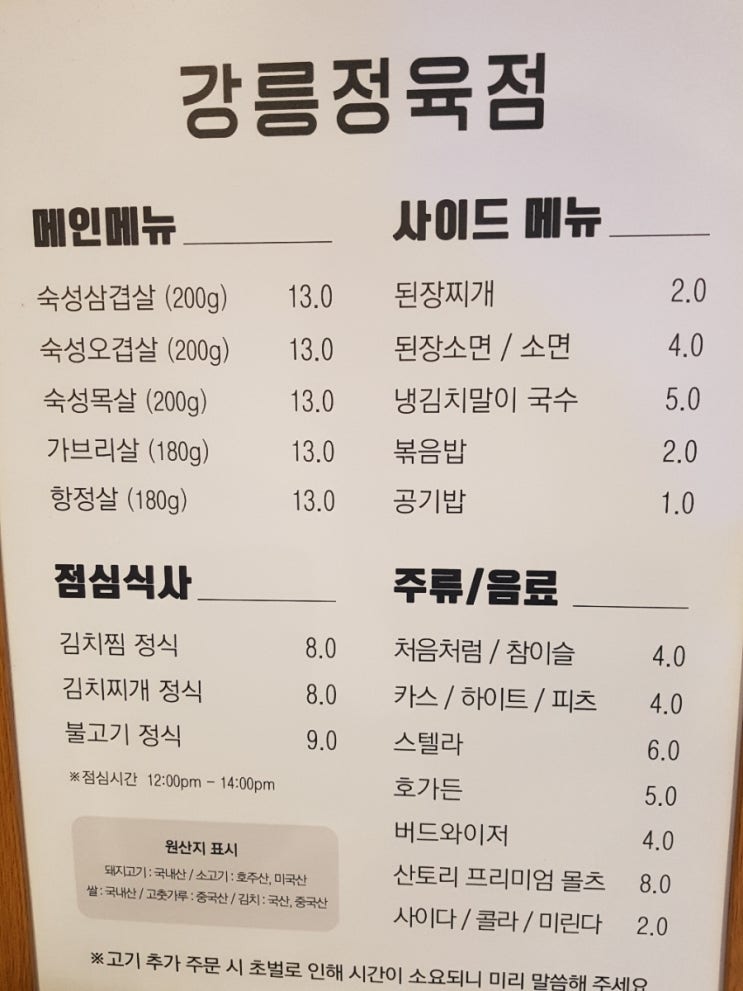 강릉정육점
메인메뉴
숙성삼겹살 (200g) 13.0
숙성오겹살 (200g) 13.0
숙성목살 (200g) 13.0
가브리살 (180g) 13.0
항정살 (180g) 13.0
점심식사
김치찜 정식 8.0
김치찌개 정식 8.0
불고기 정식 9.0
※점심시간 12:00pm - 14:00pm
원산지 표시
돼지고기 : 국내산 / 소고기 : 호주산, 미국산
쌀 : 국내산 / 고춧가루 : 중국산 / 김치 : 국산, 중국산
사이드 메뉴
된장찌개 2.0
된장소면 / 소면 4.0
냉김치말이 국수 5.0
볶음밥 2.0
공기밥 1.0
주류/음료
처음처럼 / 참이슬 4.0
카스 / 하이트 / 피츠 4.0
스텔라 6.0
호가든 5.0
버드와이저 4.0
산토리 프리미엄 몰츠 8.0
사이다 / 콜라 / 미린다 2.0
※고기 추가 주문 시 초벌로 인해 시간이 소요되니 미리 말씀해 주세요